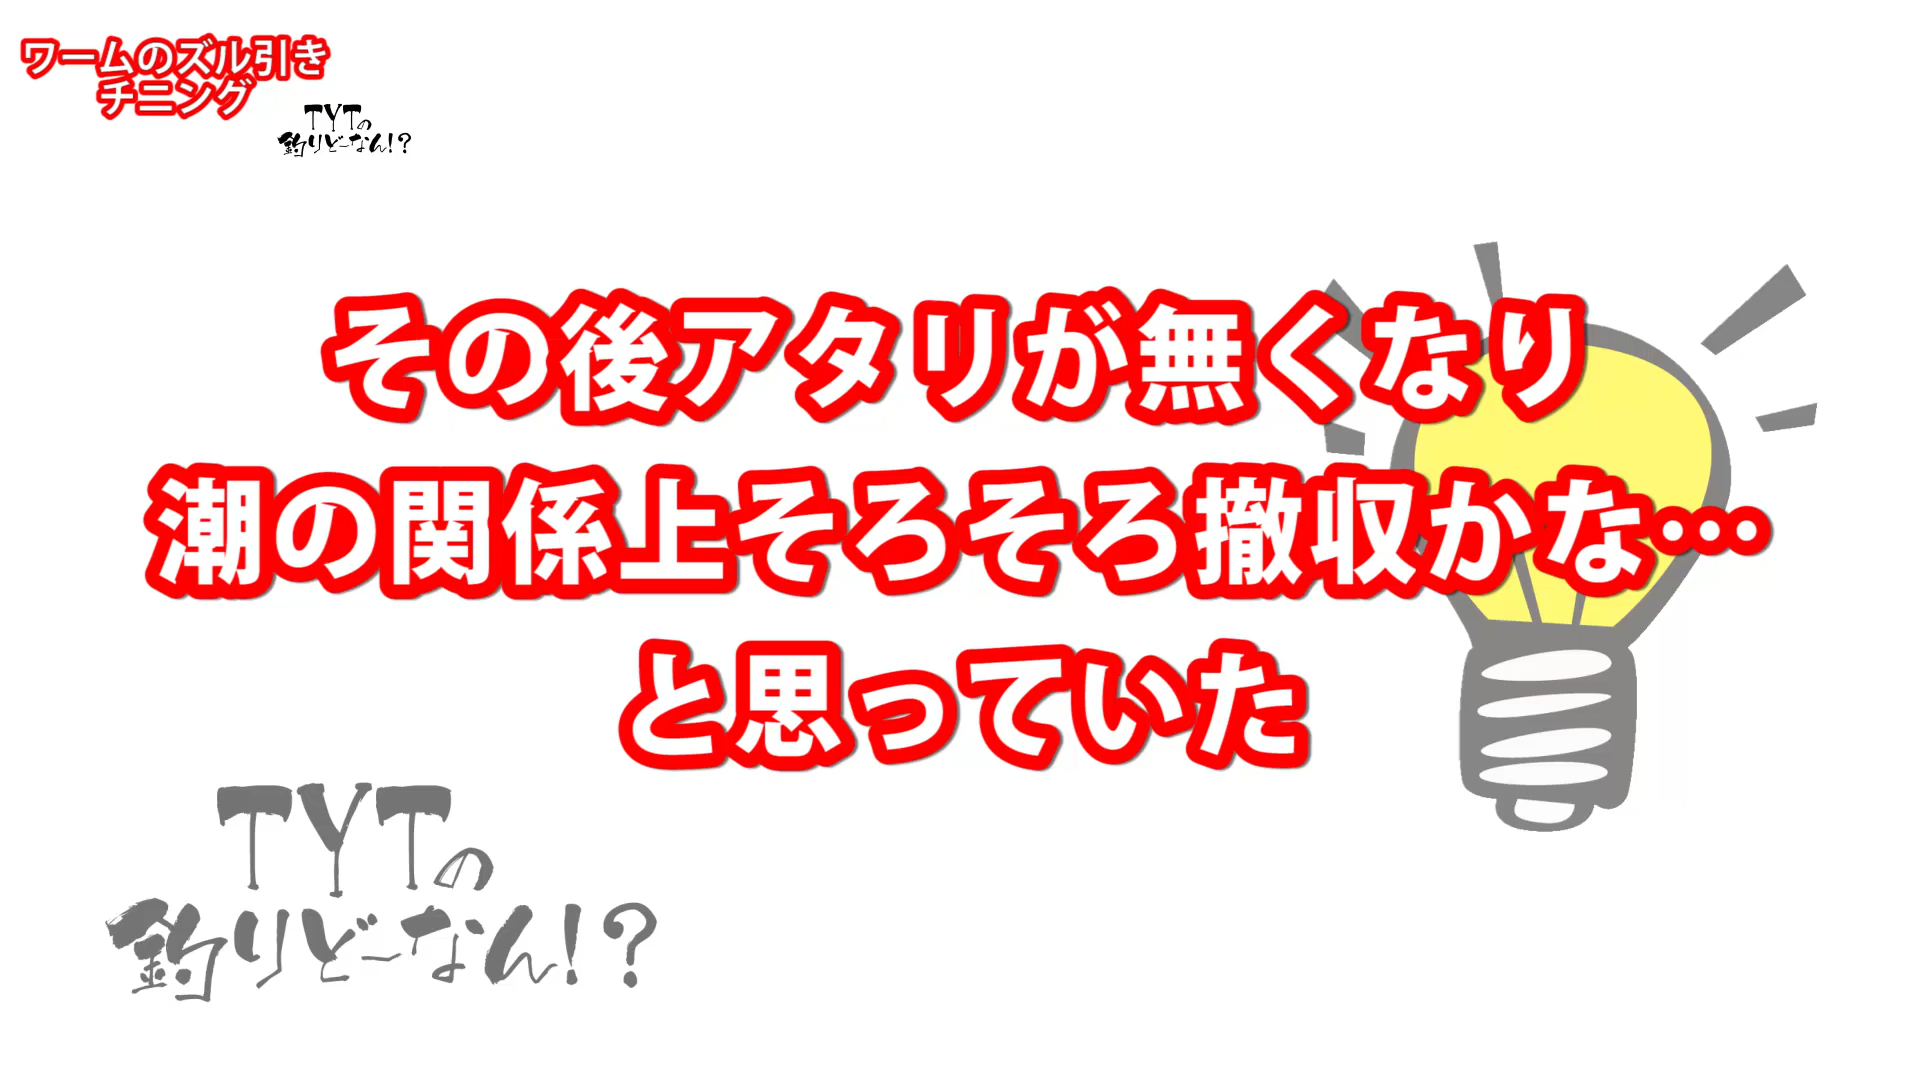 ワームのズル引き
チニング
TYTの
釣りどーなん!?
その後アタリが無くなり
潮の関係上そろそろ撤収かな…
と思っていた
TYTの
釣りどーなん!?